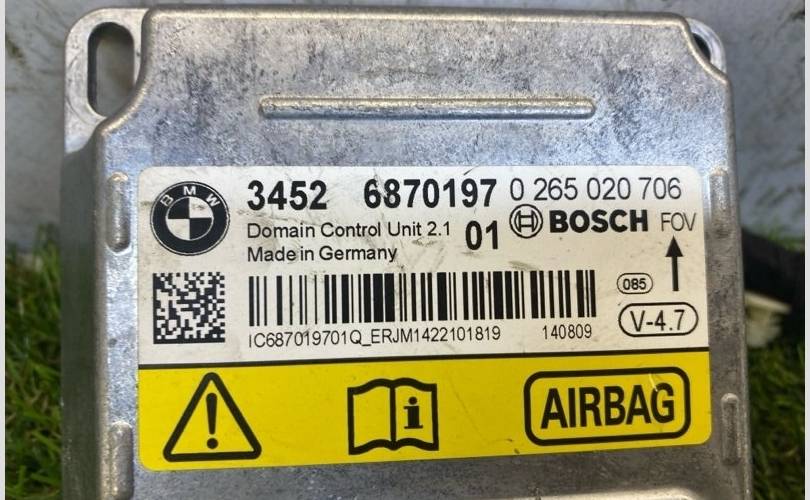 BMW
3452 6870197 0 265 020 706
Domain Control Unit 2.1 01 BOSCH FOV
Made in Germany
085
V-4.7
IC687019701Q_ERJM1422101819 140809
i
AIRBAG